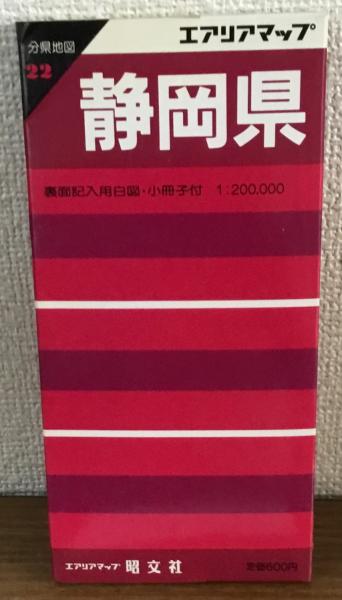 分県地図
22
エアリアマップ
静岡県
裏面記入用白図・小冊子付 1:200,000
エアリアマップ 昭文社
定価600円